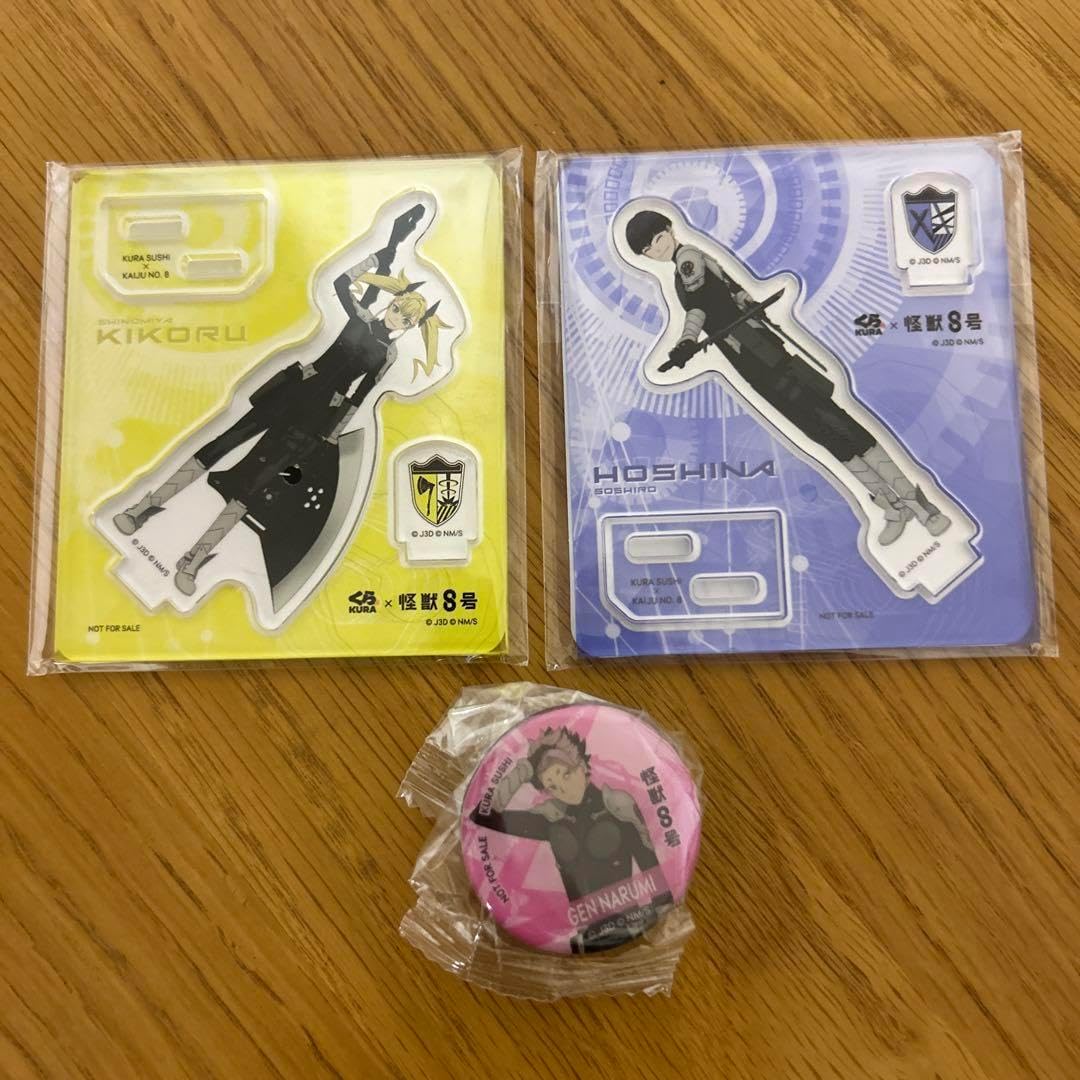 KURA SUSHI
×
KAIJU NO. 8
SHINOMIYA
KIKORU
© J3D © NM/S
© J3D © NM/S
くら
KURA
× 怪獣8号
© J3D © NM/S
NOT FOR SALE
© J3D © NM/S
くら
KURA
× 怪獣8号
© J3D © NM/S
HOSHINA
SOSHIRO
KURA SUSHI
×
KAIJU NO. 8
© J3D © NM/S
NOT FOR SALE
KURA SUSHI
NOT FOR SALE
怪獣8号
GEN NARUMI
© J3D © NM/S